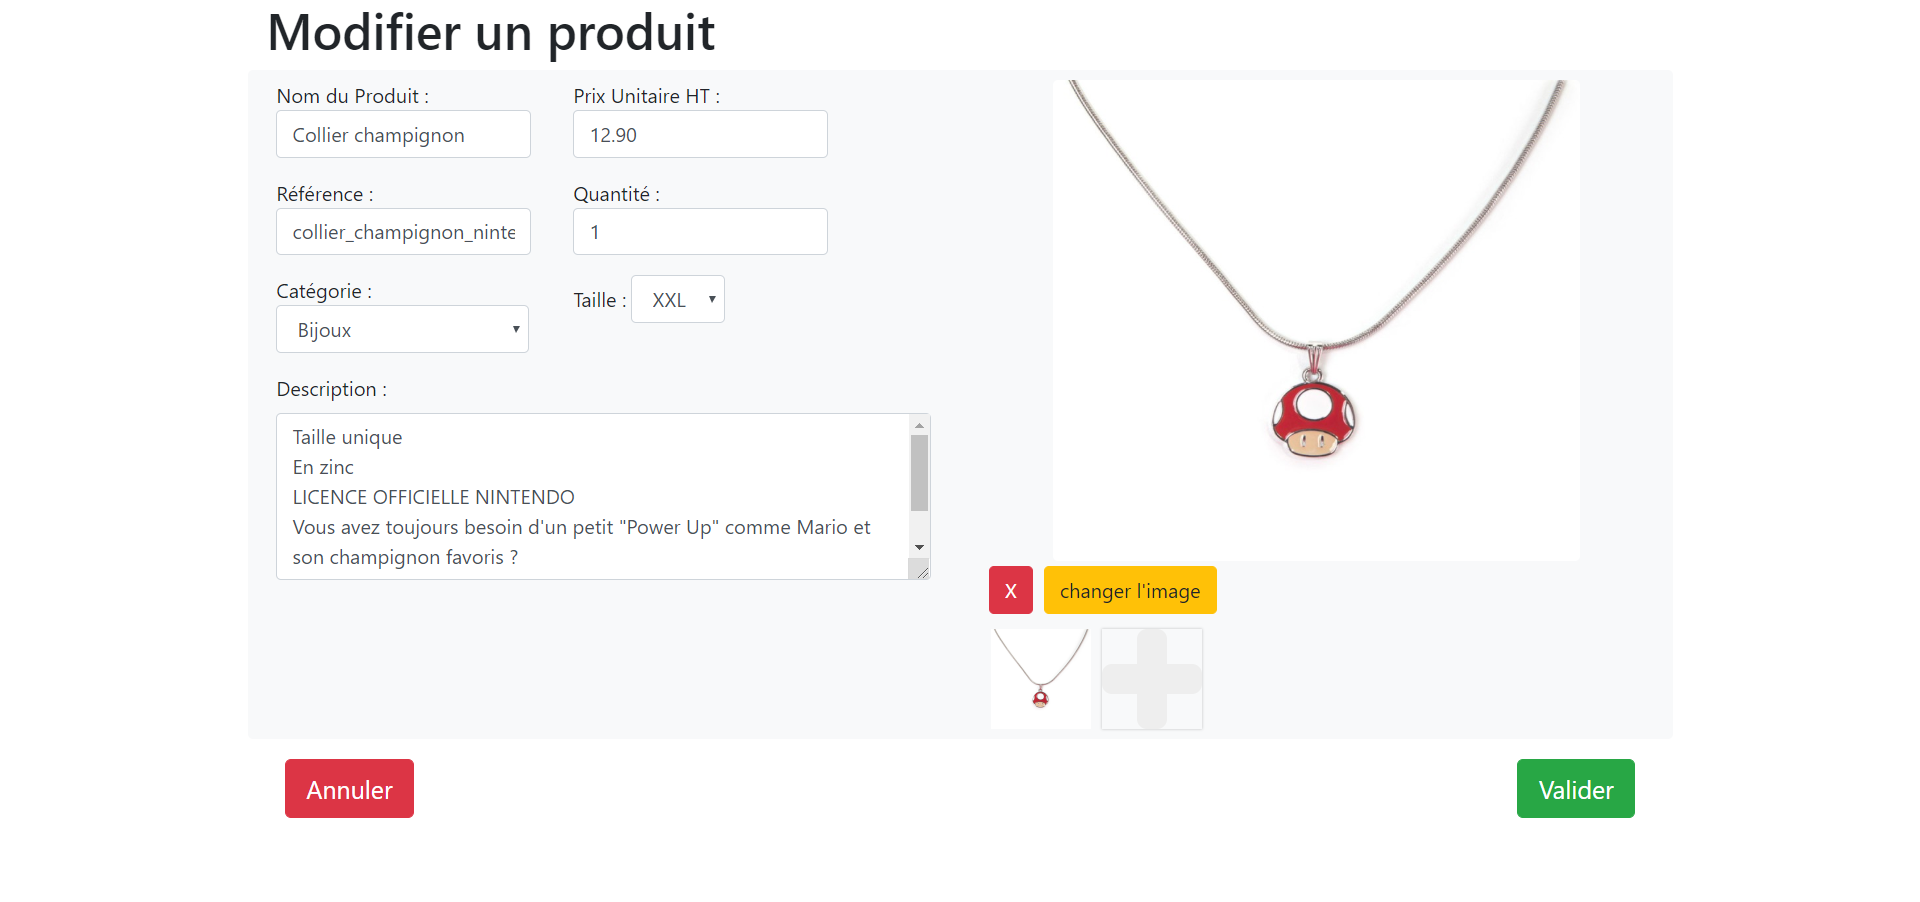 Modifier un produit
Nom du Produit :
Collier champignon
Prix Unitaire HT :
12.90
Référence :
collier_champignon_ninte
Quantité :
1
Catégorie :
Bijoux
Taille :
XXL
Description :
Taille unique
En zinc
LICENCE OFFICIELLE NINTENDO
Vous avez toujours besoin d'un petit "Power Up" comme Mario et
son champignon favoris ?
X
changer l'image
Annuler
Valider